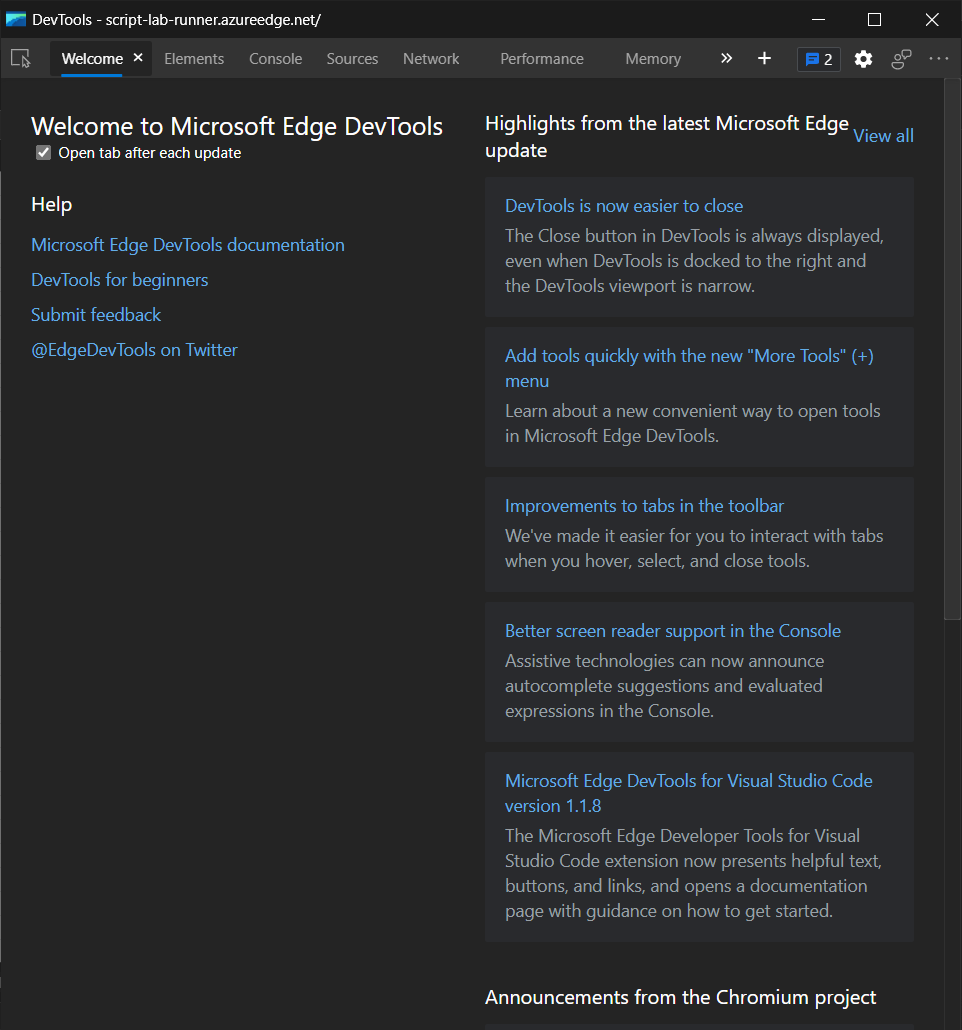 DevTools - script-lab-runner.azureedge.net/
Welcome Elements Console Sources Network Performance Memory 2
Welcome to Microsoft Edge DevTools
Open tab after each update
Help
Microsoft Edge DevTools documentation
DevTools for beginners
Submit feedback
@EdgeDevTools on Twitter
Highlights from the latest Microsoft Edge
update
View all
DevTools is now easier to close
The Close button in DevTools is always displayed,
even when DevTools is docked to the right and
the DevTools viewport is narrow.
Add tools quickly with the new "More Tools" (+)
menu
Learn about a new convenient way to open tools
in Microsoft Edge DevTools.
Improvements to tabs in the toolbar
We've made it easier for you to interact with tabs
when you hover, select, and close tools.
Better screen reader support in the Console
Assistive technologies can now announce
autocomplete suggestions and evaluated
expressions in the Console.
Microsoft Edge DevTools for Visual Studio Code
version 1.1.8
The Microsoft Edge Developer Tools for Visual
Studio Code extension now presents helpful text,
buttons, and links, and opens a documentation
page with guidance on how to get started.
Announcements from the Chromium project